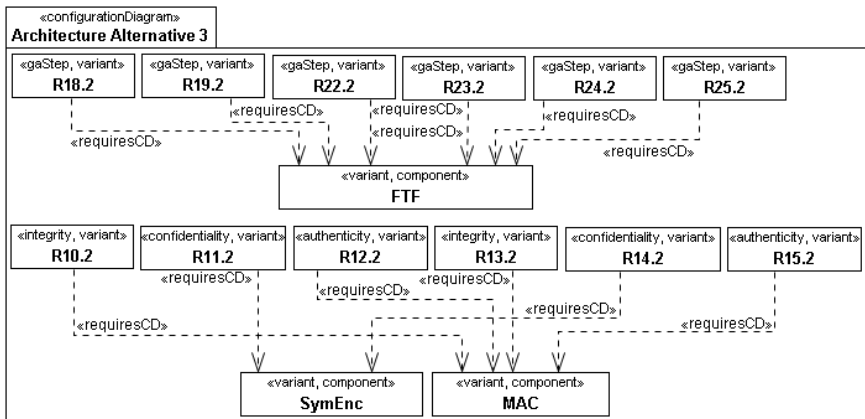 «configurationDiagram»
Architecture Alternative 3
«gaStep, variant» «gaStep, variant» «gaStep, variant» «gaStep, variant» «gaStep, variant» «gaStep, variant»
R18.2 R19.2 R22.2 R23.2 R24.2 R25.2
«requiresCD» «requiresCD» «requiresCD»
«requiresCD» «requiresCD» «requiresCD»
«variant, component»
FTF
«integrity, variant» «confidentiality, variant» «authenticity, variant» «integrity, variant» «confidentiality, variant» «authenticity, variant»
R10.2 R11.2 R12.2 R13.2 R14.2 R15.2
«requiresCD» «requiresCD»
«requiresCD» «requiresCD» «requiresCD» «requiresCD»
«variant, component» «variant, component»
SymEnc MAC